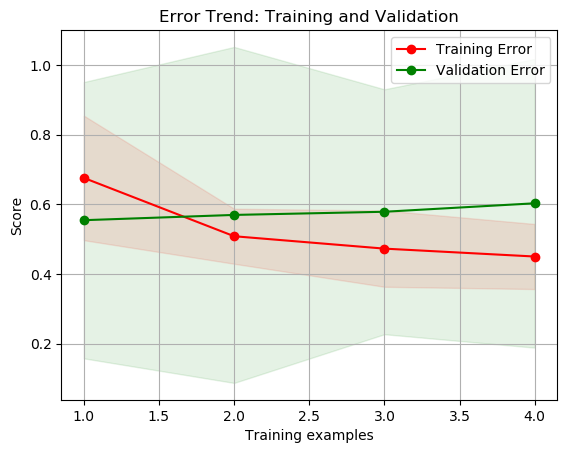 Error Trend: Training and Validation
Training Error
Validation Error
Score
1.0
0.8
0.6
0.4
0.2
1.0 1.5 2.0 2.5 3.0 3.5 4.0
Training examples